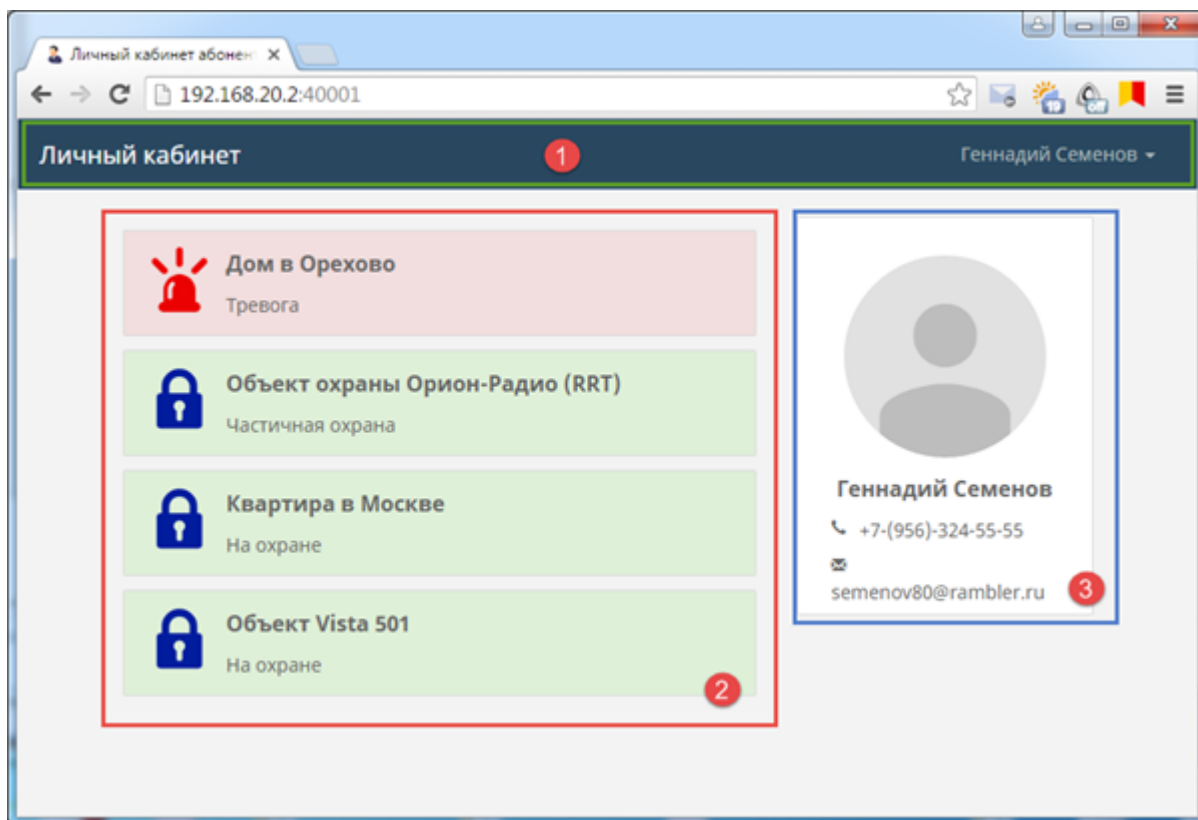 Личный кабинет абонен
192.168.20.2:40001
19
off
Личный кабинет
1
Геннадий Семенов
Дом в Орехово
Тревога
Объект охраны Орион-Радио (RRT)
Частичная охрана
Квартира в Москве
На охране
Объект Vista 501
На охране
2
Геннадий Семенов
+7-(956)-324-55-55
semenov80@rambler.ru
3